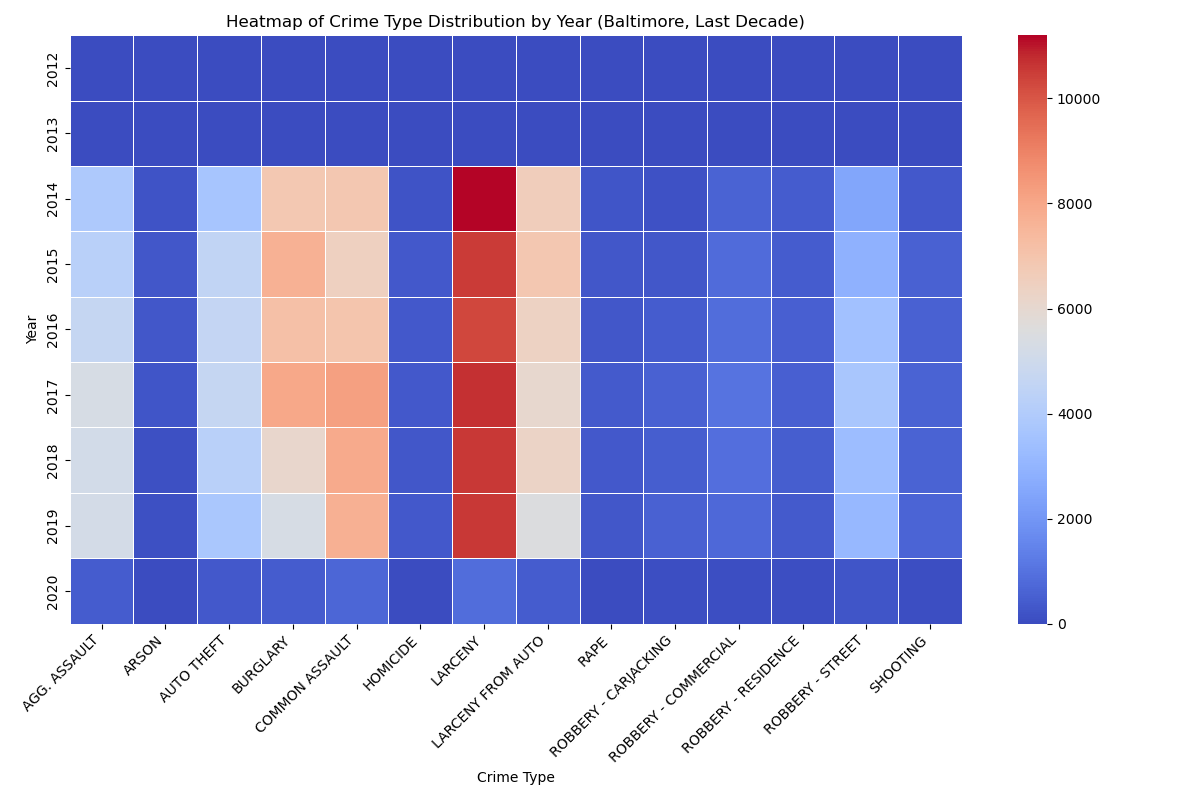 Heatmap of Crime Type Distribution by Year (Baltimore, Last Decade)
Year
2012
2013
2014
2015
2016
2017
2018
2019
2020
AGG. ASSAULT
ARSON
AUTO THEFT
BURGLARY
COMMON ASSAULT
HOMICIDE
LARCENY
LARCENY FROM AUTO
RAPE
ROBBERY - CARJACKING
ROBBERY - COMMERCIAL
ROBBERY - RESIDENCE
ROBBERY - STREET
SHOOTING
Crime Type
10000
8000
6000
4000
2000
0